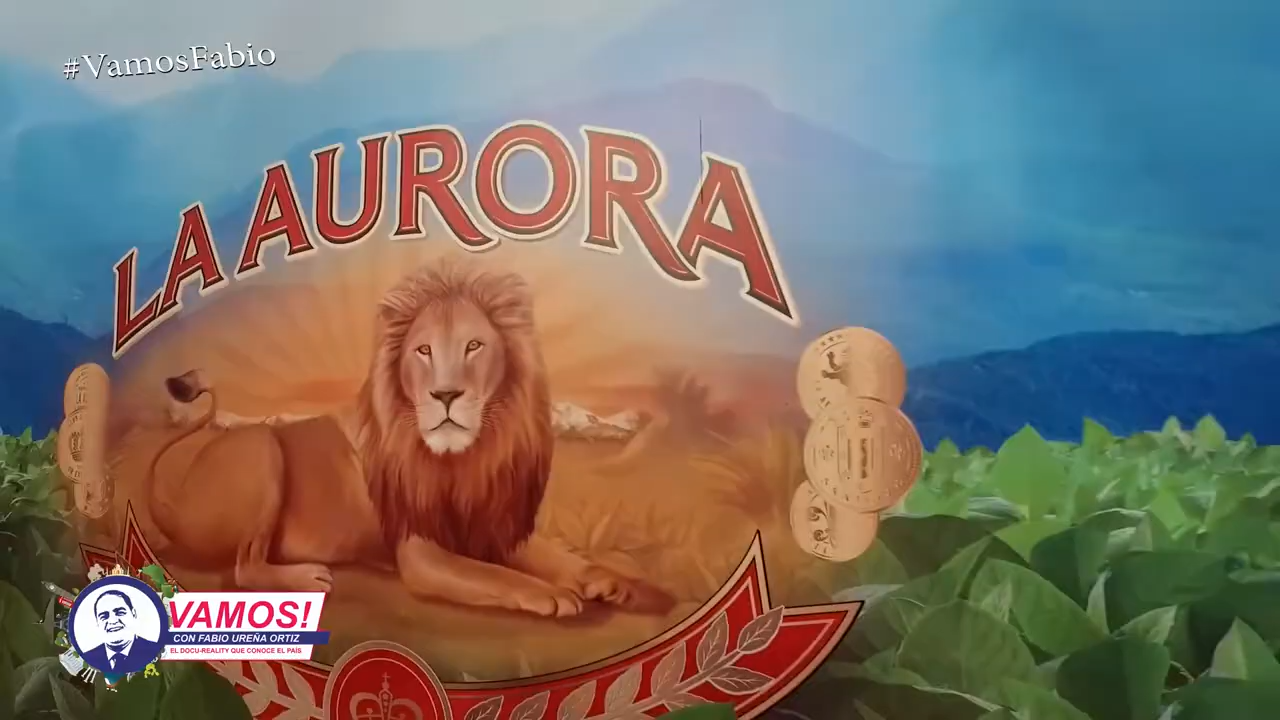 #VamosFabio
LA AURORA
VAMOS!
CON FABIO UREÑA ORTIZ
EL DOCU-REALITY QUE CONOCE EL PAÍS